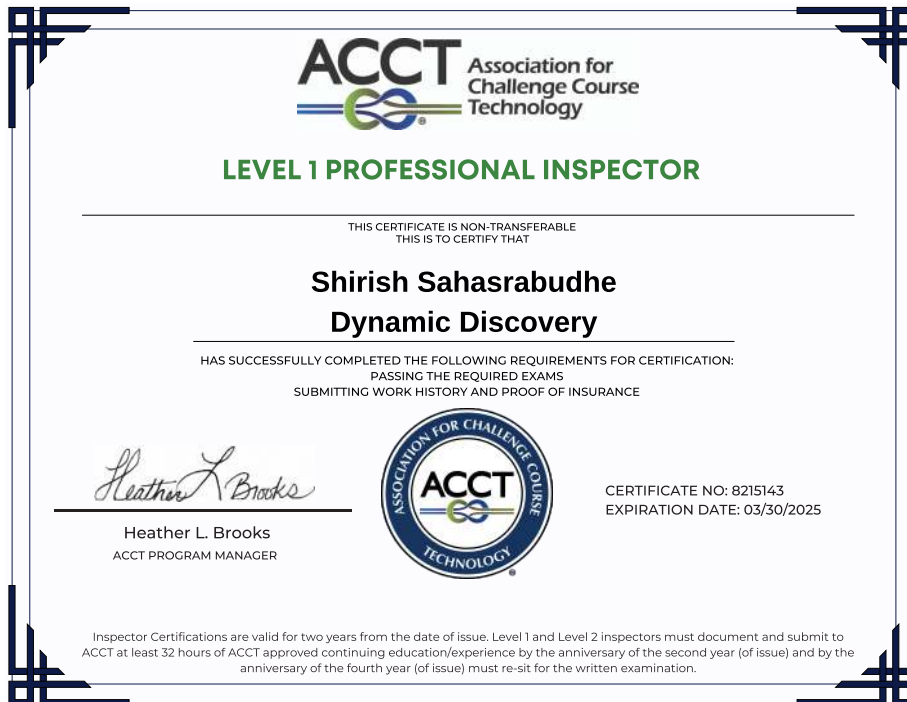 ACCT Association for
Challenge Course
Technology
®
LEVEL 1 PROFESSIONAL INSPECTOR
THIS CERTIFICATE IS NON-TRANSFERABLE
THIS IS TO CERTIFY THAT
Shirish Sahasrabudhe
Dynamic Discovery
HAS SUCCESSFULLY COMPLETED THE FOLLOWING REQUIREMENTS FOR CERTIFICATION:
PASSING THE REQUIRED EXAMS
SUBMITTING WORK HISTORY AND PROOF OF INSURANCE
Heather L Brooks
Heather L. Brooks
ACCT PROGRAM MANAGER
ASSOCIATION FOR CHALLENGE COURSE
ACCT
TECHNOLOGY
®
CERTIFICATE NO: 8215143
EXPIRATION DATE: 03/30/2025
Inspector Certifications are valid for two years from the date of issue. Level 1 and Level 2 inspectors must document and submit to
ACCT at least 32 hours of ACCT approved continuing education/experience by the anniversary of the second year (of issue) and by the
anniversary of the fourth year (of issue) must re-sit for the written examination.